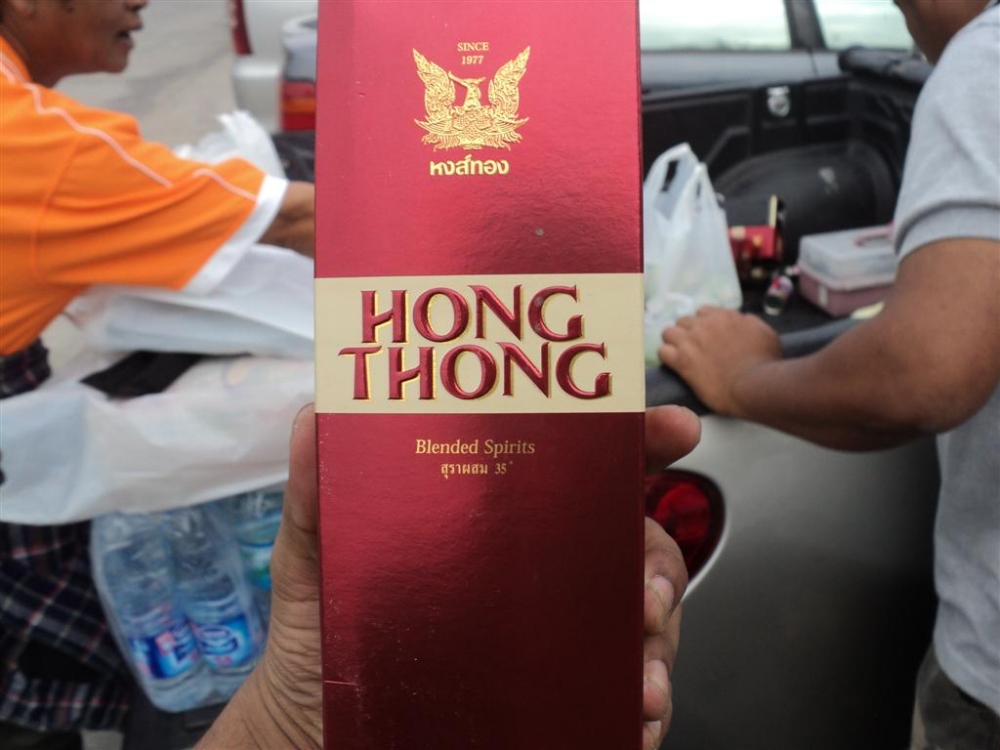 SINCE
1977
หงส์ทอง
HONG
THONG
Blended Spirits
สุราผสม 35°